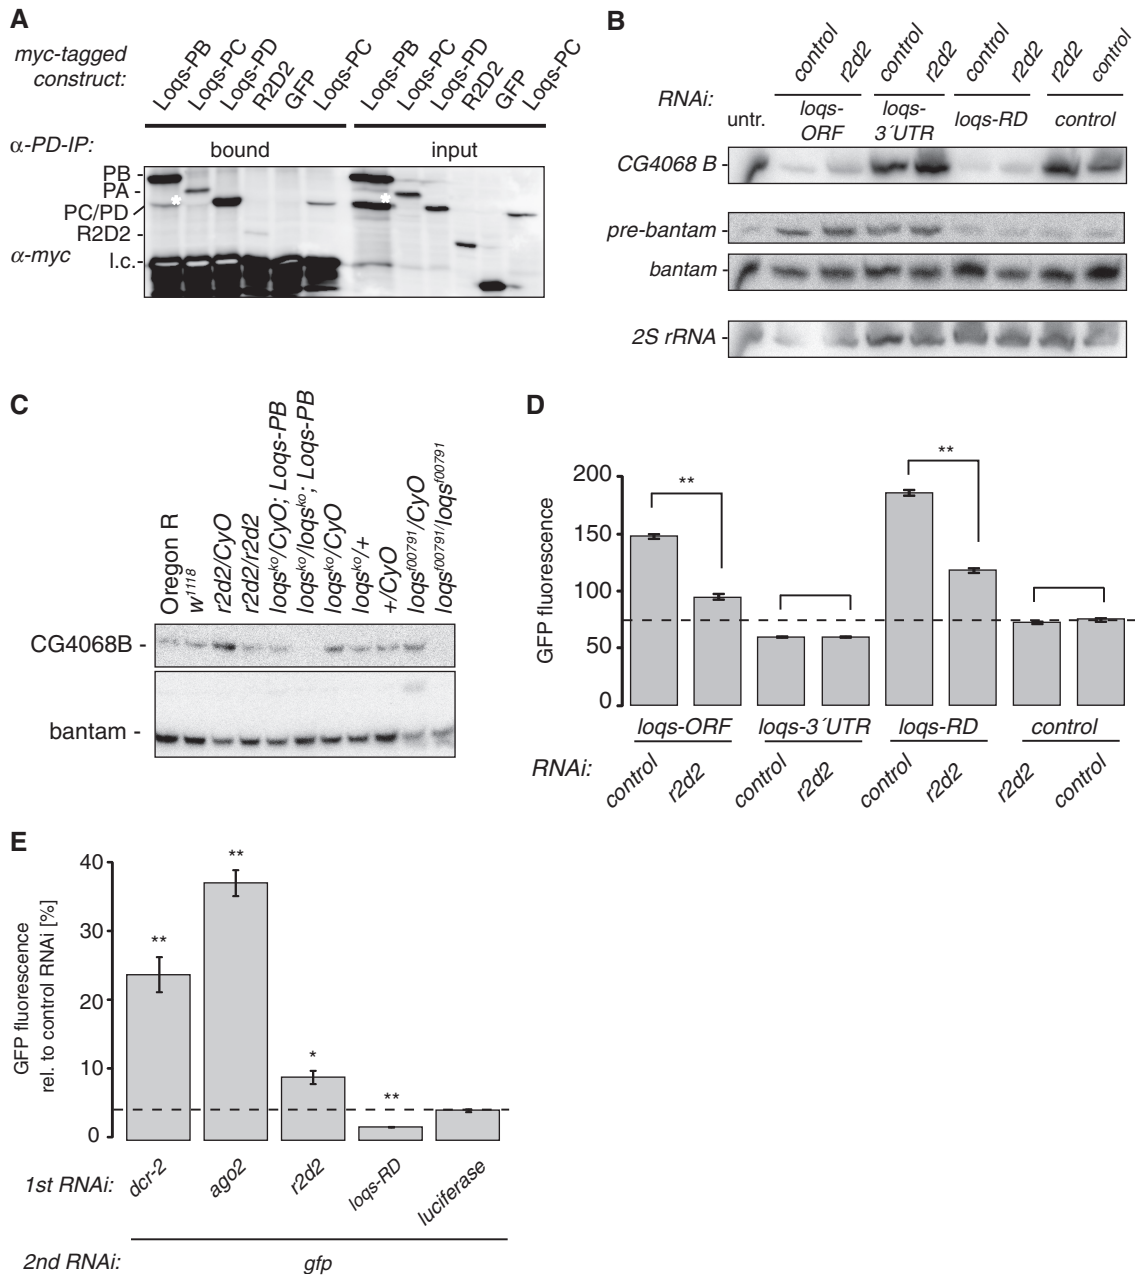 A
myc-tagged construct:
Loqs-PB Loqs-PC Loqs-PD R2D2 GFP Loqs-PC Loqs-PB Loqs-PC Loqs-PD R2D2 GFP Loqs-PC
α-PD-IP: bound input
PB -
PA -
PC/PD
R2D2 -
α-myc l.c.-
*
*
B
RNAi:
control r2d2 control r2d2 control r2d2 r2d2 control
untr. loqs-ORF loqs-3´UTR loqs-RD control
CG4068 B -
pre-bantam -
bantam -
2S rRNA -
C
Oregon R
w1118
r2d2/CyO
r2d2/r2d2
loqsko/CyO; Loqs-PB
loqsko/loqsko; Loqs-PB
loqsko/CyO
loqsko/+
+/CyO
loqsf00791/CyO
loqsf00791/loqsf00791
CG4068B -
bantam -
D
GFP fluorescence
200
150
100
50
0
** **
loqs-ORF loqs-3´UTR loqs-RD control
RNAi: control r2d2 control r2d2 control r2d2 r2d2 control
E
GFP fluorescence
rel. to control RNAi [%]
40
30
20
10
0
** ** * **
1st RNAi: dcr-2 ago2 r2d2 loqs-RD luciferase
2nd RNAi: gfp